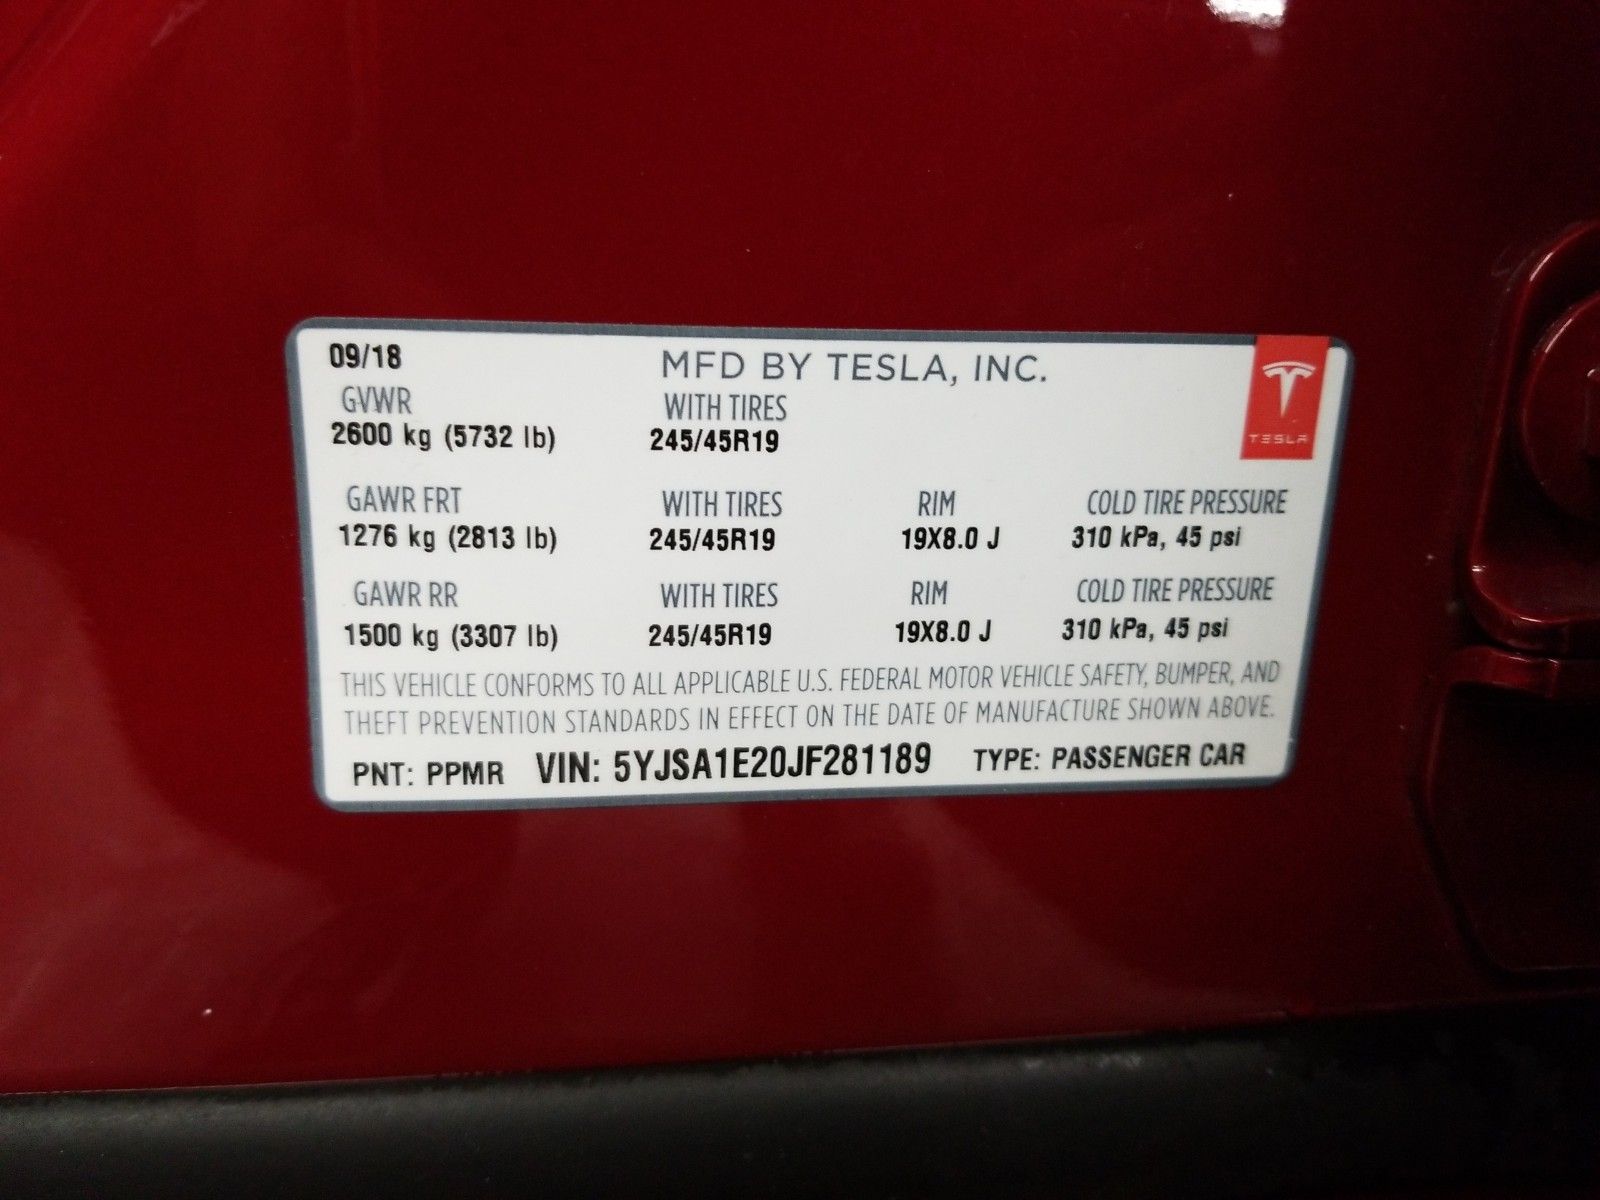 09/18 MFD BY TESLA, INC.
GVWR WITH TIRES
2600 kg (5732 lb) 245/45R19
TESLA
GAWR FRT WITH TIRES RIM COLD TIRE PRESSURE
1276 kg (2813 lb) 245/45R19 19X8.0 J 310 kPa, 45 psi
GAWR RR WITH TIRES RIM COLD TIRE PRESSURE
1500 kg (3307 lb) 245/45R19 19X8.0 J 310 kPa, 45 psi
THIS VEHICLE CONFORMS TO ALL APPLICABLE U.S. FEDERAL MOTOR VEHICLE SAFETY, BUMPER, AND
THEFT PREVENTION STANDARDS IN EFFECT ON THE DATE OF MANUFACTURE SHOWN ABOVE.
PNT: PPMR VIN: 5YJSA1E20JF281189 TYPE: PASSENGER CAR